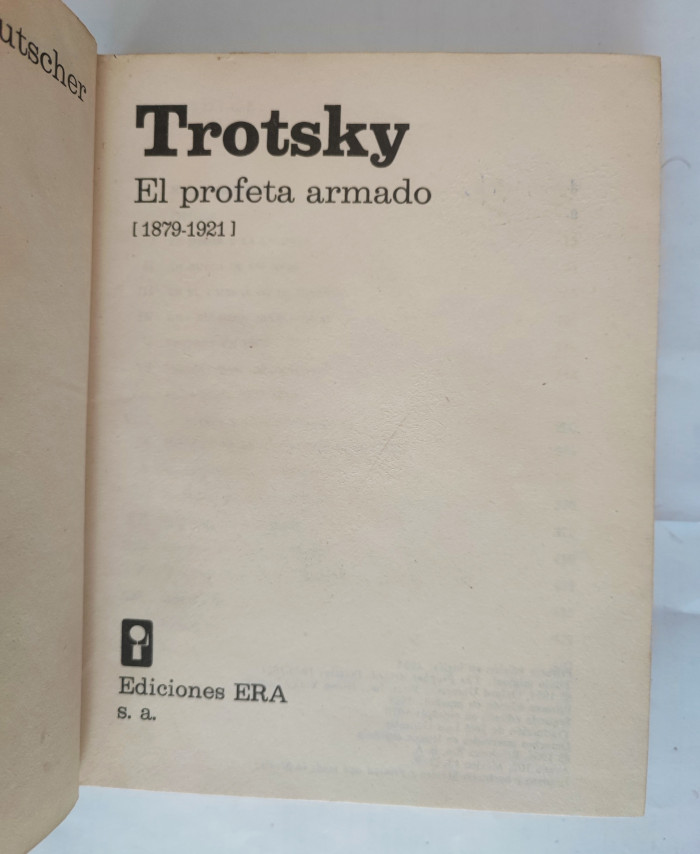 utscher
Trotsky
El profeta armado
[1879-1921]
Ediciones ERA
s. a.